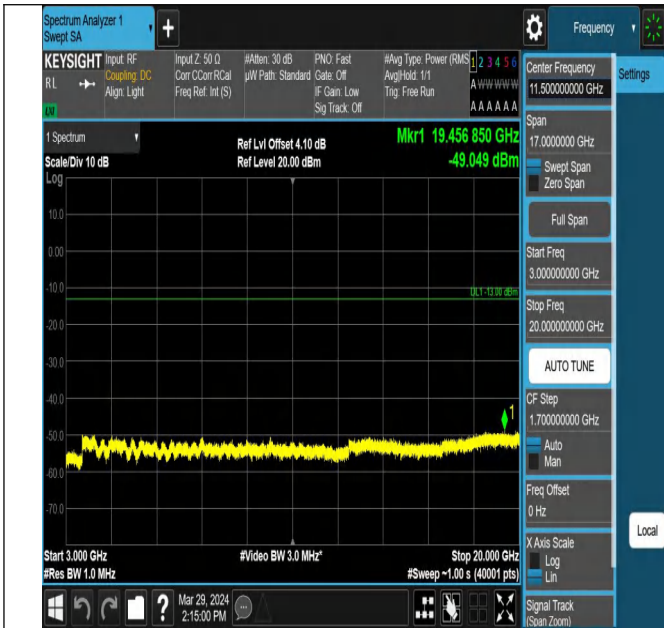 Spectrum Analyzer 1
Swept SA
Frequency
KEYSIGHT
RL
LXI
Input: RF
Coupling: DC
Align: Light
Input Z: 50 Ω
Corr CCorr RCal
Freq Ref: Int (S)
#Atten: 30 dB
µW Path: Standard
PNO: Fast
Gate: Off
IF Gain: Low
Sig Track: Off
#Avg Type: Power (RMS
Avg|Hold: 1/1
Trig: Free Run
1 2 3 4 5 6
A W W W W W
A A A A A A
1 Spectrum
Scale/Div 10 dB
Log
Ref Lvl Offset 4.10 dB
Ref Level 20.00 dBm
Mkr1 19.456 850 GHz
-49.049 dBm
10.0
0.00
-10.0
-20.0
-30.0
-40.0
-50.0
-60.0
-70.0
DL1 -13.00 dBm
1
Start 3.000 GHz
#Res BW 1.0 MHz
#Video BW 3.0 MHz*
Stop 20.000 GHz
#Sweep ~1.00 s (40001 pts)
Mar 29, 2024
2:15:00 PM
?
Center Frequency
11.500000000 GHz
Settings
Span
17.0000000 GHz
Swept Span
Zero Span
Full Span
Start Freq
3.000000000 GHz
Stop Freq
20.000000000 GHz
AUTO TUNE
CF Step
1.700000000 GHz
Auto
Man
Freq Offset
0 Hz
X Axis Scale
Log
Lin
Local
Signal Track
(Span Zoom)